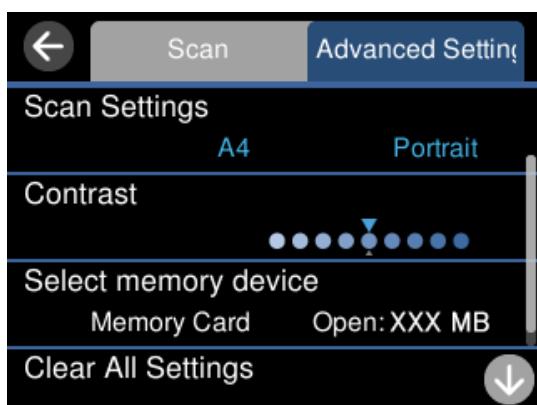 Scan
Advanced Setting
Scan Settings
A4 Portrait
Contrast
Select memory device
Memory Card Open: XXX MB
Clear All Settings